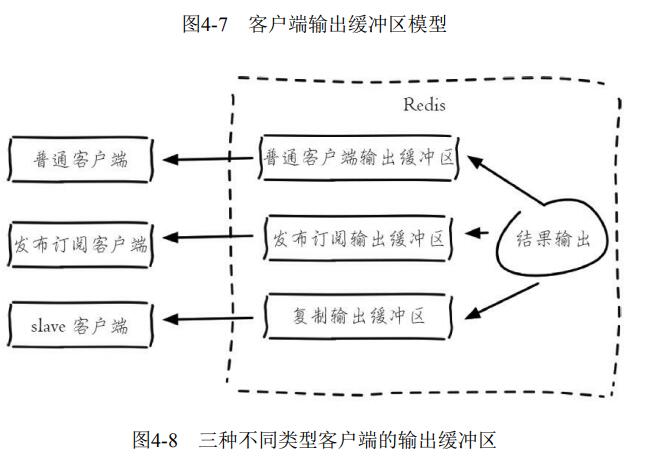 图4-7 客户端输出缓冲区模型
Redis
普通客户端
普通客户端输出缓冲区
发布订阅客户端
发布订阅输出缓冲区
结果输出
slave 客户端
复制输出缓冲区
图4-8 三种不同类型客户端的输出缓冲区